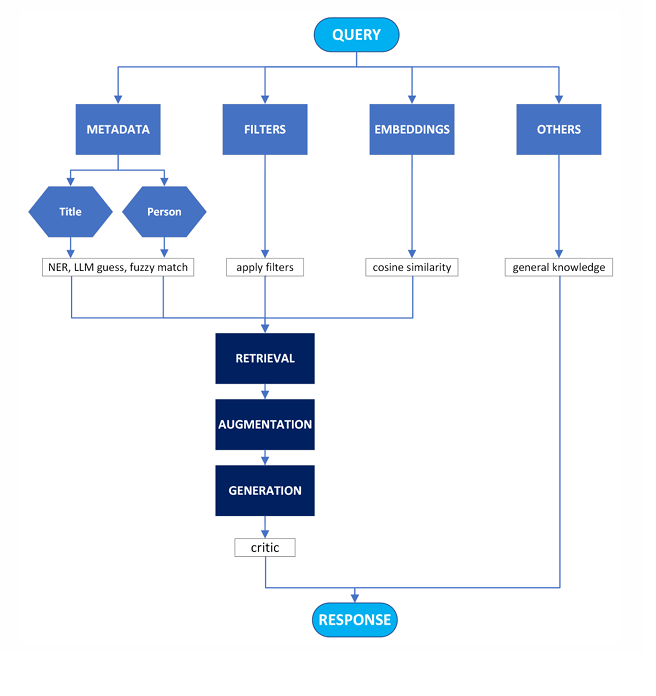 QUERY
METADATA
FILTERS
EMBEDDINGS
OTHERS
Title
Person
NER, LLM guess, fuzzy match
apply filters
cosine similarity
general knowledge
RETRIEVAL
AUGMENTATION
GENERATION
critic
RESPONSE